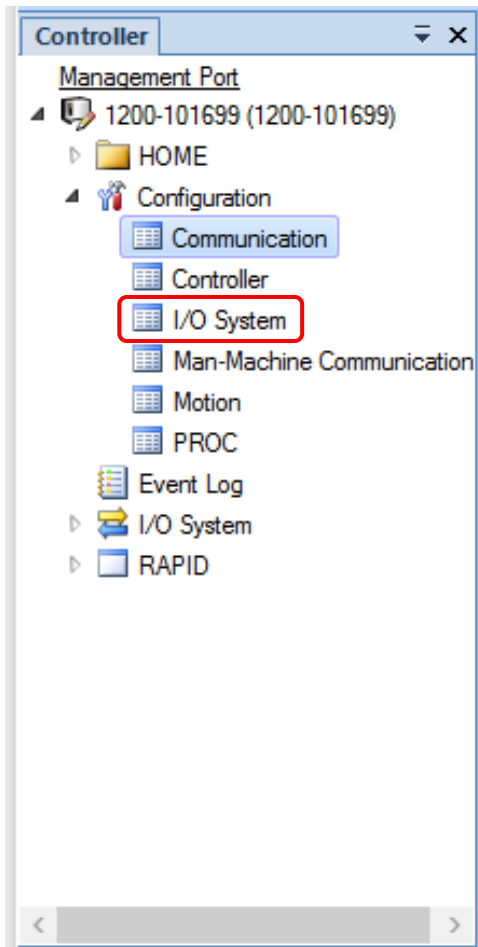 Controller
Management Port
1200-101699 (1200-101699)
HOME
Configuration
Communication
Controller
I/O System
Man-Machine Communication
Motion
PROC
Event Log
I/O System
RAPID